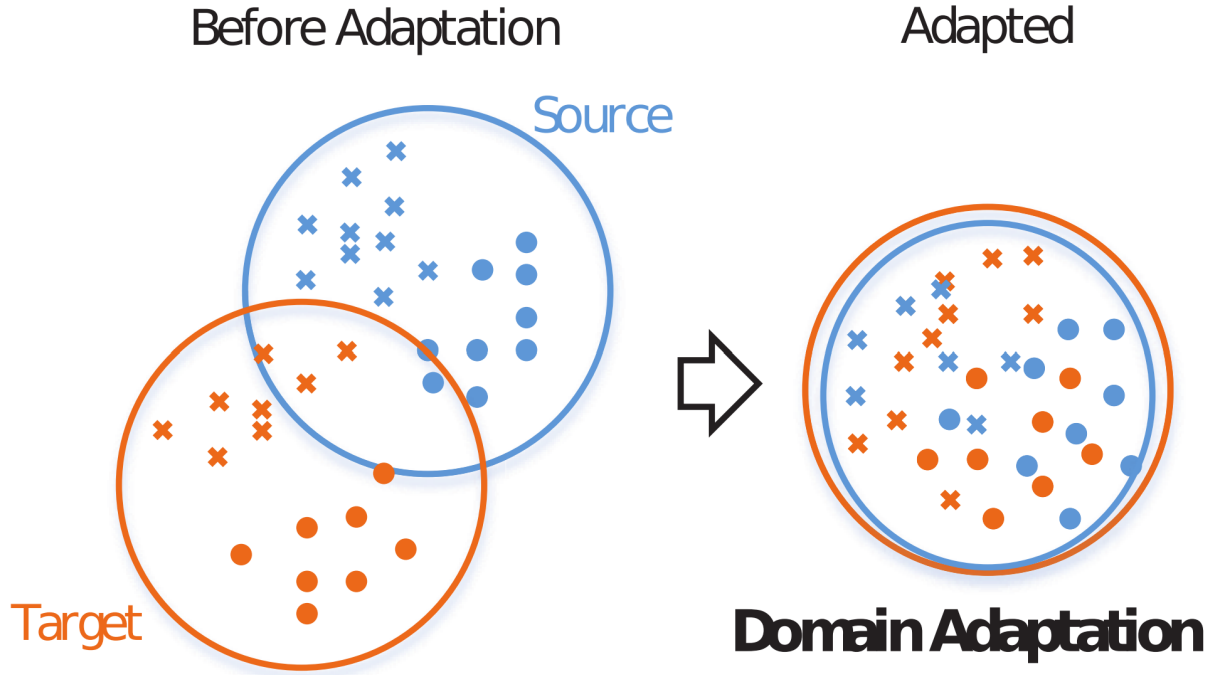 Before Adaptation
Adapted
Source
Target
Domain Adaptation